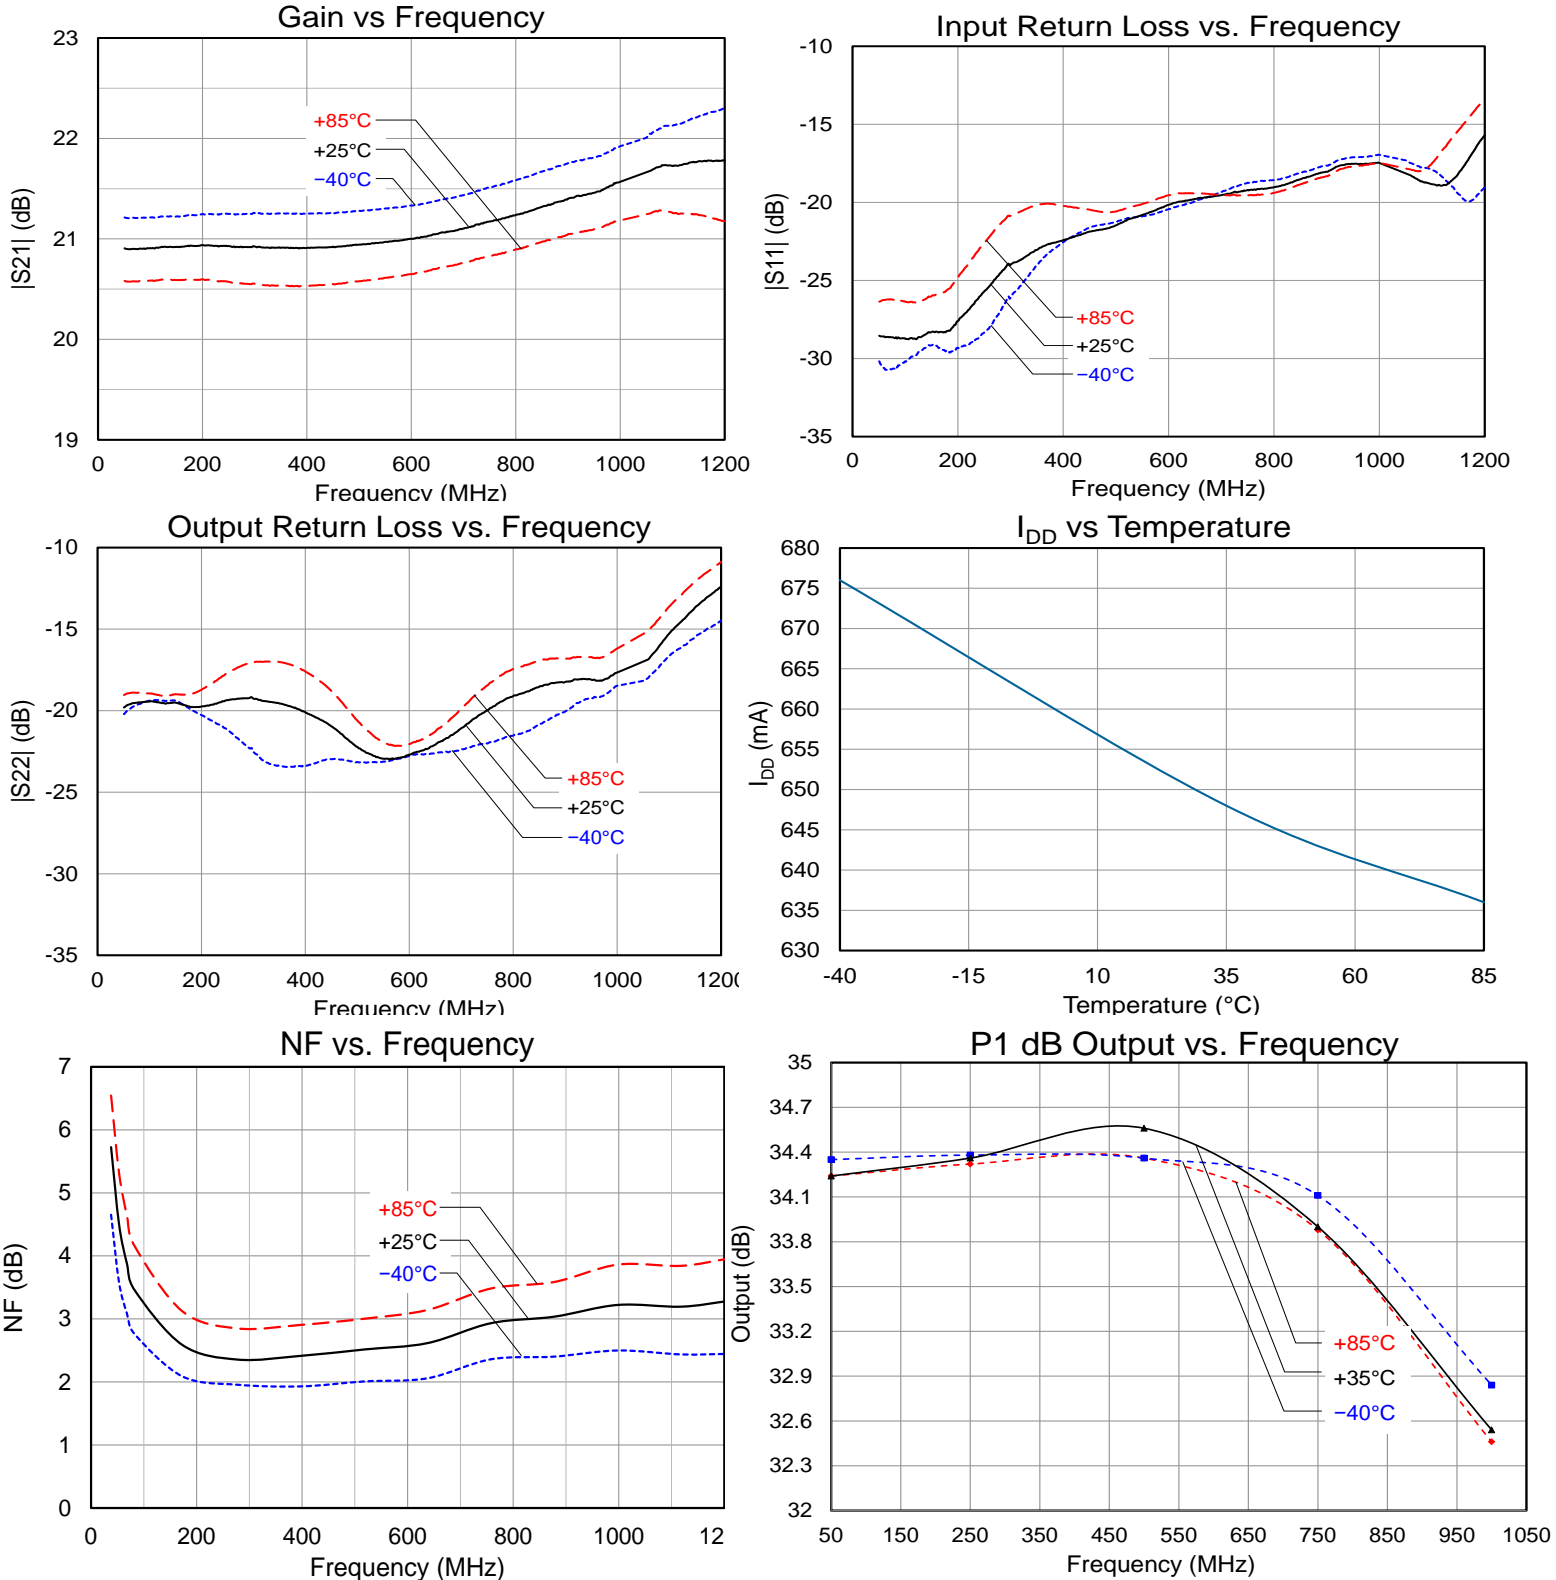 Gain vs Frequency
23
22
21
20
19
|S21| (dB)
+85°C
+25°C
−40°C
0 200 400 600 800 1000 1200
Frequency (MHz)
Input Return Loss vs. Frequency
-10
-15
-20
-25
-30
-35
|S11| (dB)
+85°C
+25°C
−40°C
0 200 400 600 800 1000 1200
Frequency (MHz)
Output Return Loss vs. Frequency
-10
-15
-20
-25
-30
-35
|S22| (dB)
+85°C
+25°C
−40°C
0 200 400 600 800 1000 1200
Frequency (MHz)
IDD vs Temperature
680
675
670
665
660
655
650
645
640
635
630
IDD (mA)
-40 -15 10 35 60 85
Temperature (°C)
NF vs. Frequency
7
6
5
4
3
2
1
0
NF (dB)
+85°C
+25°C
−40°C
0 200 400 600 800 1000 12
Frequency (MHz)
P1 dB Output vs. Frequency
35
34.7
34.4
34.1
33.8
33.5
33.2
32.9
32.6
32.3
32
Output (dB)
+85°C
+35°C
−40°C
50 150 250 350 450 550 650 750 850 950 1050
Frequency (MHz)